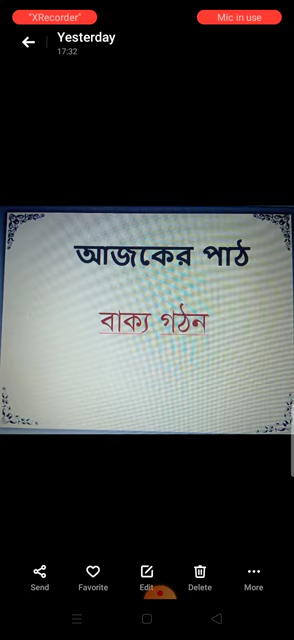 "XRecorder"
Mic in use
Yesterday
17:32
আজকের পাঠ
বাক্য গঠন
Send
Favorite
Edit
Delete
More